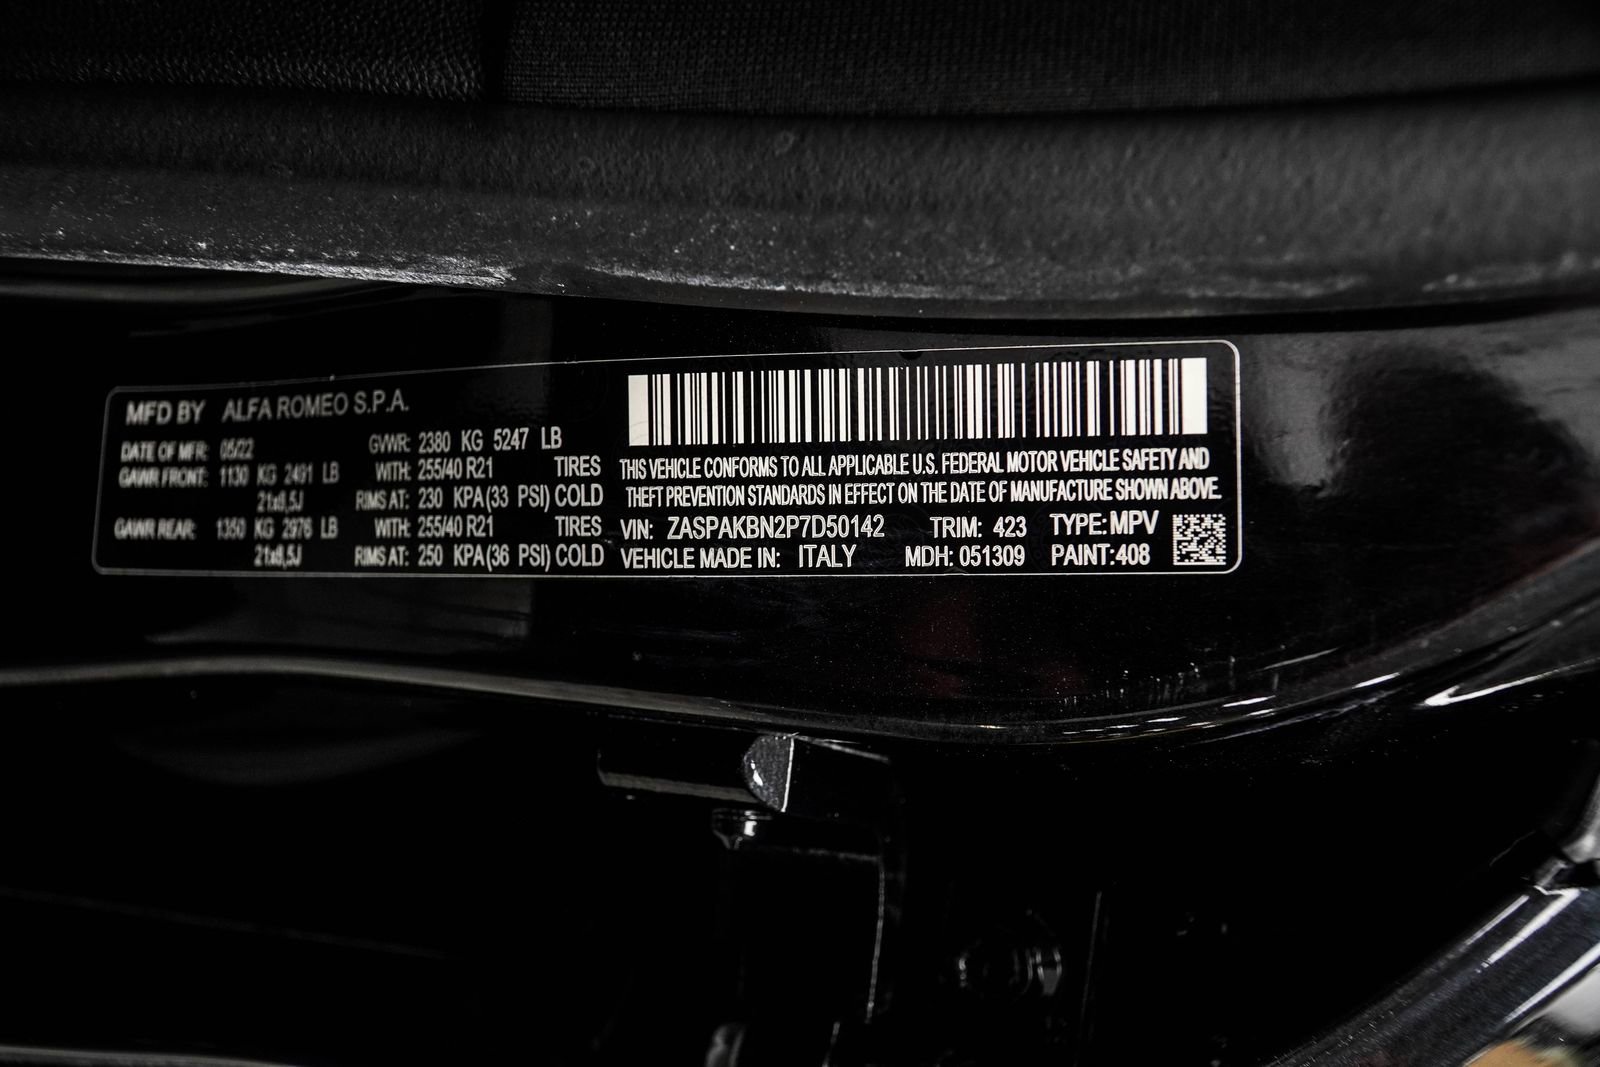 MFD BY ALFA ROMEO S.P.A.
DATE OF MFR: 05/22 GVWR: 2380 KG 5247 LB
GAWR FRONT: 1130 KG 2491 LB WITH: 255/40 R21 TIRES
21x8,5J RIMS AT: 230 KPA(33 PSI) COLD
GAWR REAR: 1350 KG 2976 LB WITH: 255/40 R21 TIRES
21x8,5J RIMS AT: 250 KPA(36 PSI) COLD
THIS VEHICLE CONFORMS TO ALL APPLICABLE U.S. FEDERAL MOTOR VEHICLE SAFETY AND
THEFT PREVENTION STANDARDS IN EFFECT ON THE DATE OF MANUFACTURE SHOWN ABOVE.
VIN: ZASPAKBN2P7D50142 TRIM: 423 TYPE: MPV
VEHICLE MADE IN: ITALY MDH: 051309 PAINT:408